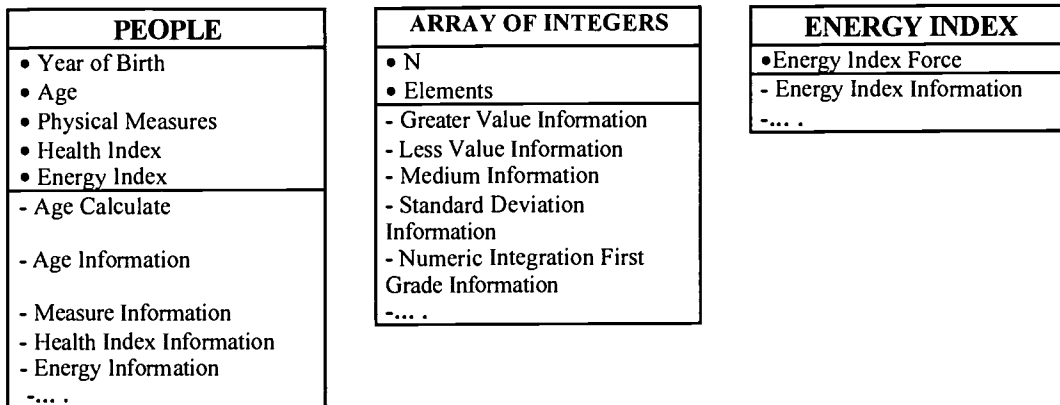 PEOPLE
• Year of Birth
• Age
• Physical Measures
• Health Index
• Energy Index
- Age Calculate
- Age Information
- Measure Information
- Health Index Information
- Energy Information
-... .
ARRAY OF INTEGERS
• N
• Elements
- Greater Value Information
- Less Value Information
- Medium Information
- Standard Deviation
Information
- Numeric Integration First
Grade Information
-... .
ENERGY INDEX
•Energy Index Force
- Energy Index Information
-... .